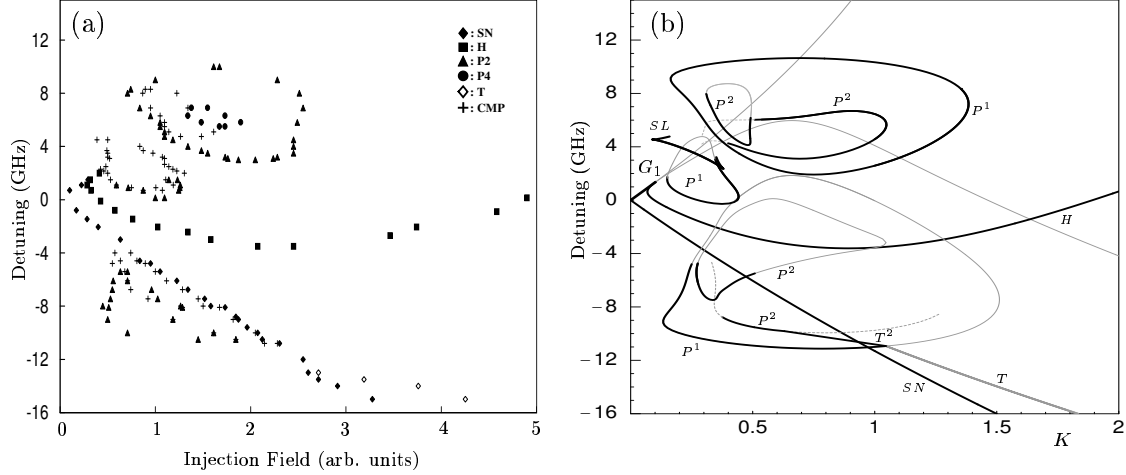 (a)
12
8
4
0
-4
-8
-12
-16
0
1
2
3
4
5
Detuning (GHz)
Injection Field (arb. units)
: SN
: H
: P2
: P4
: T
: CMP
(b)
12
8
4
0
−4
−8
−12
−16
0.5
1
1.5
2
Detuning (GHz)
K
SL
G1
P2
P2
P1
P1
H
P2
P2
P1
T2
SN
T